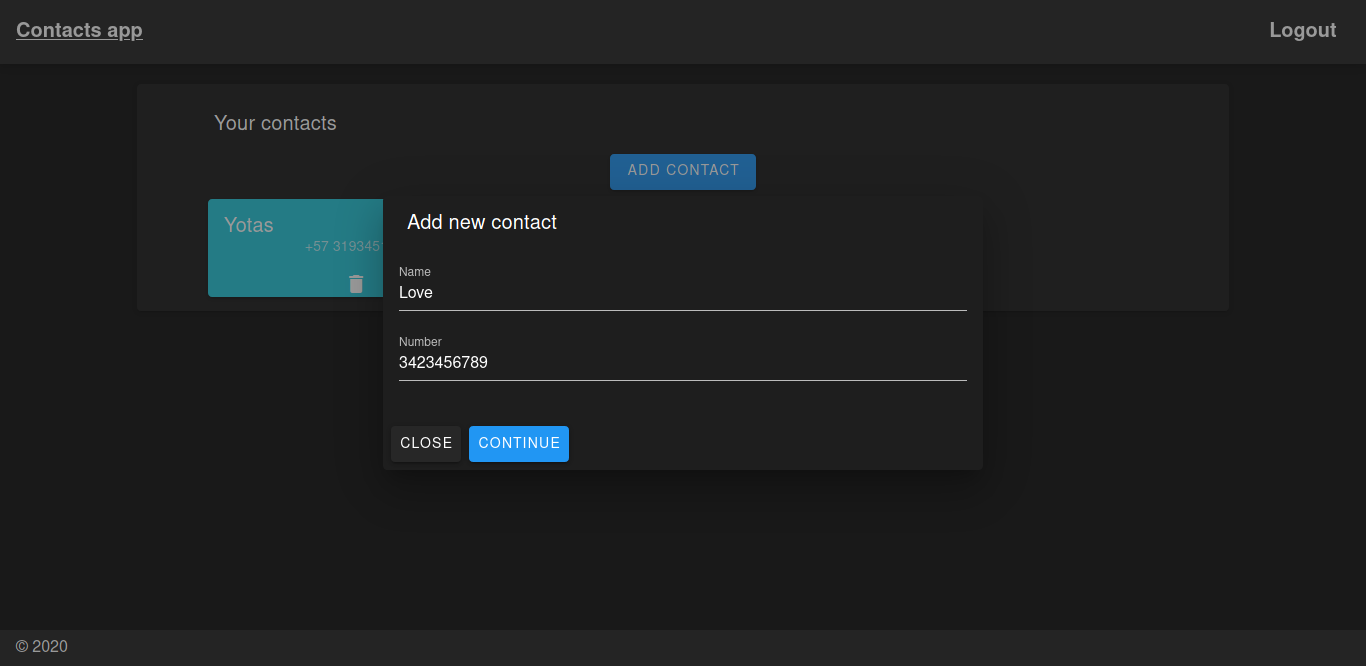 Contacts app
Logout
Your contacts
ADD CONTACT
Yotas
+57 319345
Add new contact
Name
Love
Number
3423456789
CLOSE
CONTINUE
© 2020